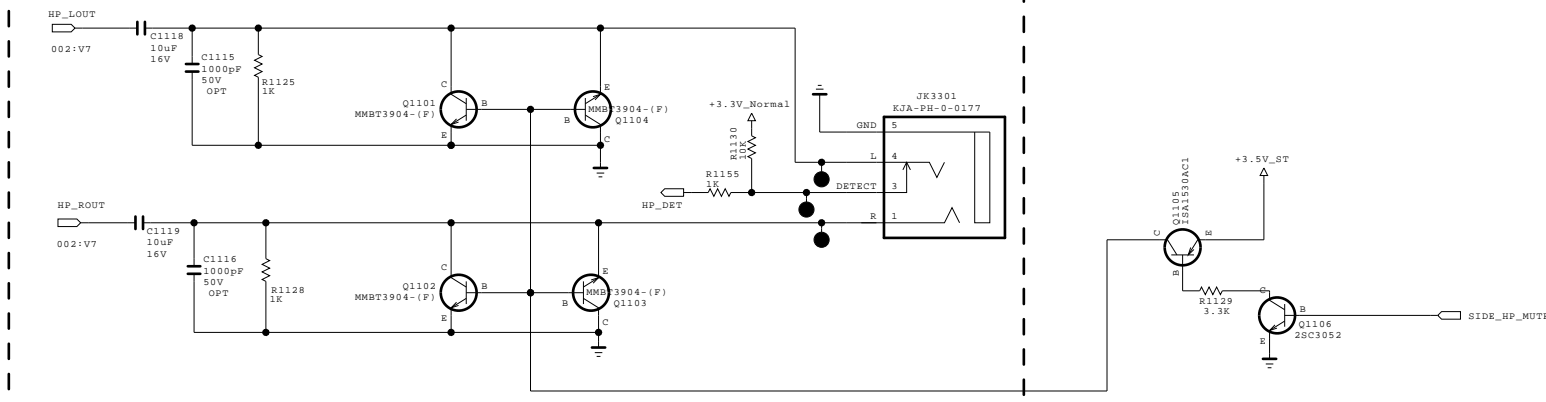 HP_LOUT
002:V7
C1118
10uF
16V
C1115
1000pF
50V
OPT
R1125
1K
C
Q1101
MMBT3904-(F)
B
E
E
MMBT3904-(F)
B
Q1104
C
+3.3V_Normal
R1130
10K
R1155
1K
HP_DET
JK3301
KJA-PH-0-0177
GND
5
L
4
DETECT
3
R
1
HP_ROUT
002:V7
C1119
10uF
16V
C1116
1000pF
50V
OPT
R1128
1K
C
Q1102
MMBT3904-(F)
B
E
E
MMBT3904-(F)
B
Q1103
C
+3.5V_ST
Q1105
ISA1530AC1
C
E
B
R1129
3.3K
C
B
Q1106
2SC3052
E